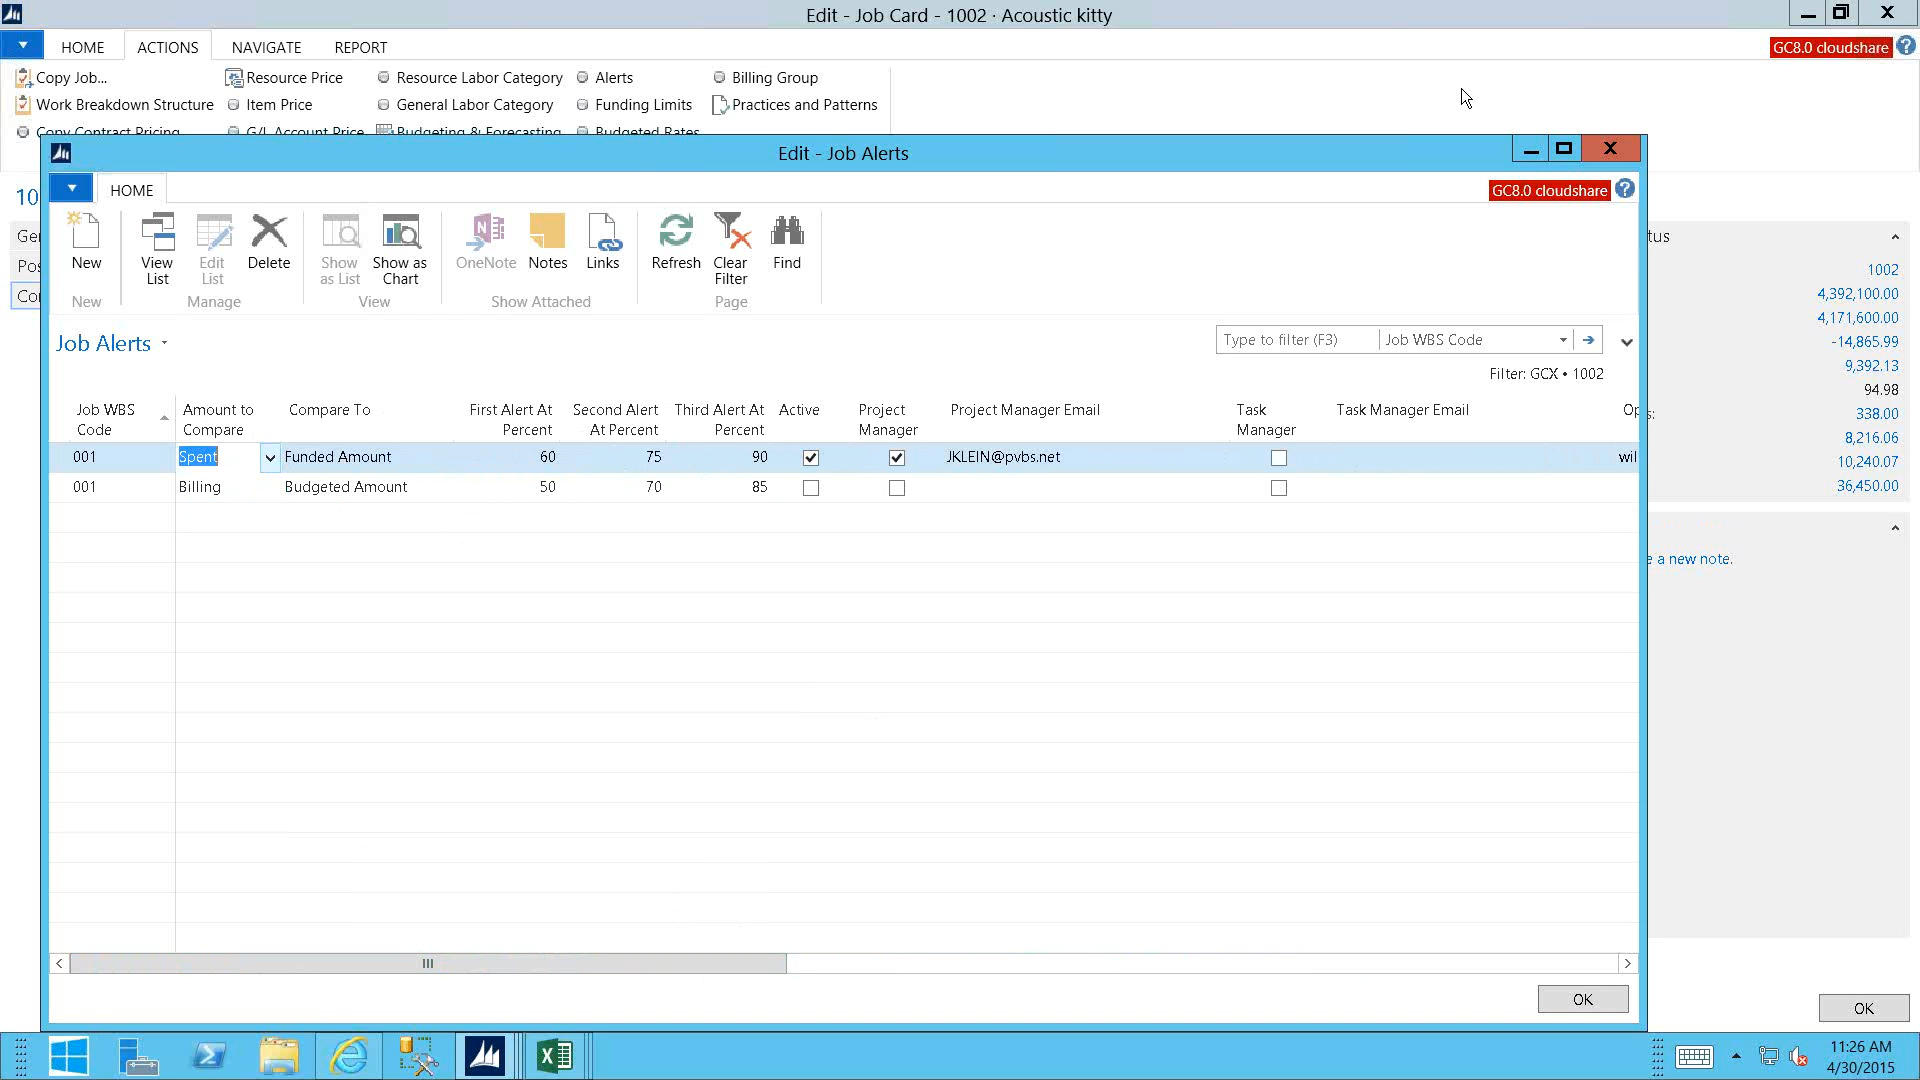 Edit - Job Card - 1002 · Acoustic kitty
HOME ACTIONS NAVIGATE REPORT GC8.0 cloudshare
Copy Job... Resource Price Resource Labor Category Alerts Billing Group
Work Breakdown Structure Item Price General Labor Category Funding Limits Practices and Patterns
Copy Contract Pricing G/L Account Price Budgeting & Forecasting Budgeted Rates
Edit - Job Alerts
HOME GC8.0 cloudshare
New View List Edit List Delete Show as List Show as Chart OneNote Notes Links Refresh Clear Filter Find
New Manage View Show Attached Page
Job Alerts
Type to filter (F3) Job WBS Code
Filter: GCX • 1002
Job WBS Code Amount to Compare Compare To First Alert At Percent Second Alert At Percent Third Alert At Percent Active Project Manager Project Manager Email Task Manager Task Manager Email Op
001 Spent Funded Amount 60 75 90 JKLEIN@pvbs.net wil
001 Billing Budgeted Amount 50 70 85
OK
10
Ge
Pos
Co
tus
1002
4,392,100.00
4,171,600.00
-14,865.99
9,392.13
94.98
s: 338.00
8,216.06
10,240.07
36,450.00
e a new note.
OK
11:26 AM
4/30/2015